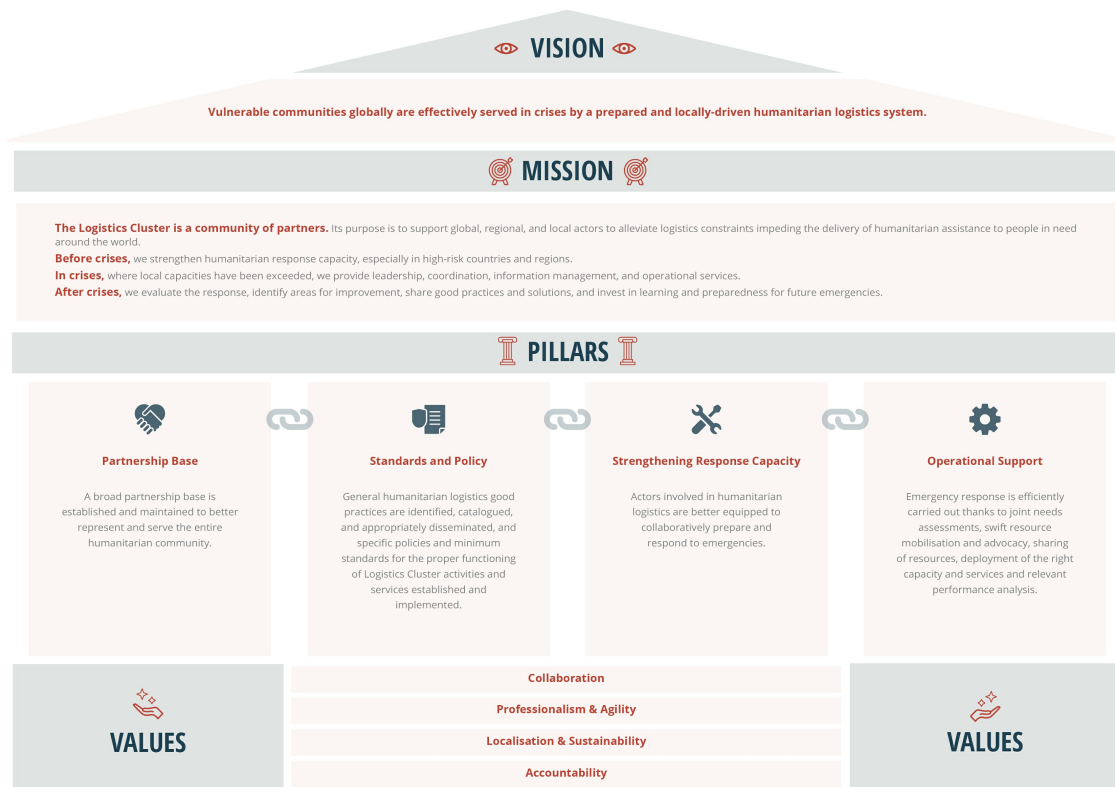 VISION
Vulnerable communities globally are effectively served in crises by a prepared and locally-driven humanitarian logistics system.
MISSION
The Logistics Cluster is a community of partners. Its purpose is to support global, regional, and local actors to alleviate logistics constraints impeding the delivery of humanitarian assistance to people in need
around the world.
Before crises, we strengthen humanitarian response capacity, especially in high-risk countries and regions.
In crises, where local capacities have been exceeded, we provide leadership, coordination, information management, and operational services.
After crises, we evaluate the response, identify areas for improvement, share good practices and solutions, and invest in learning and preparedness for future emergencies.
PILLARS
Partnership Base
A broad partnership base is
established and maintained to better
represent and serve the entire
humanitarian community.
Standards and Policy
General humanitarian logistics good
practices are identified, catalogued,
and appropriately disseminated, and
specific policies and minimum
standards for the proper functioning
of Logistics Cluster activities and
services established and
implemented.
Strengthening Response Capacity
Actors involved in humanitarian
logistics are better equipped to
collaboratively prepare and
respond to emergencies.
Operational Support
Emergency response is efficiently
carried out thanks to joint needs
assessments, swift resource
mobilisation and advocacy, sharing
of resources, deployment of the right
capacity and services and relevant
performance analysis.
VALUES
Collaboration
Professionalism & Agility
Localisation & Sustainability
Accountability
VALUES